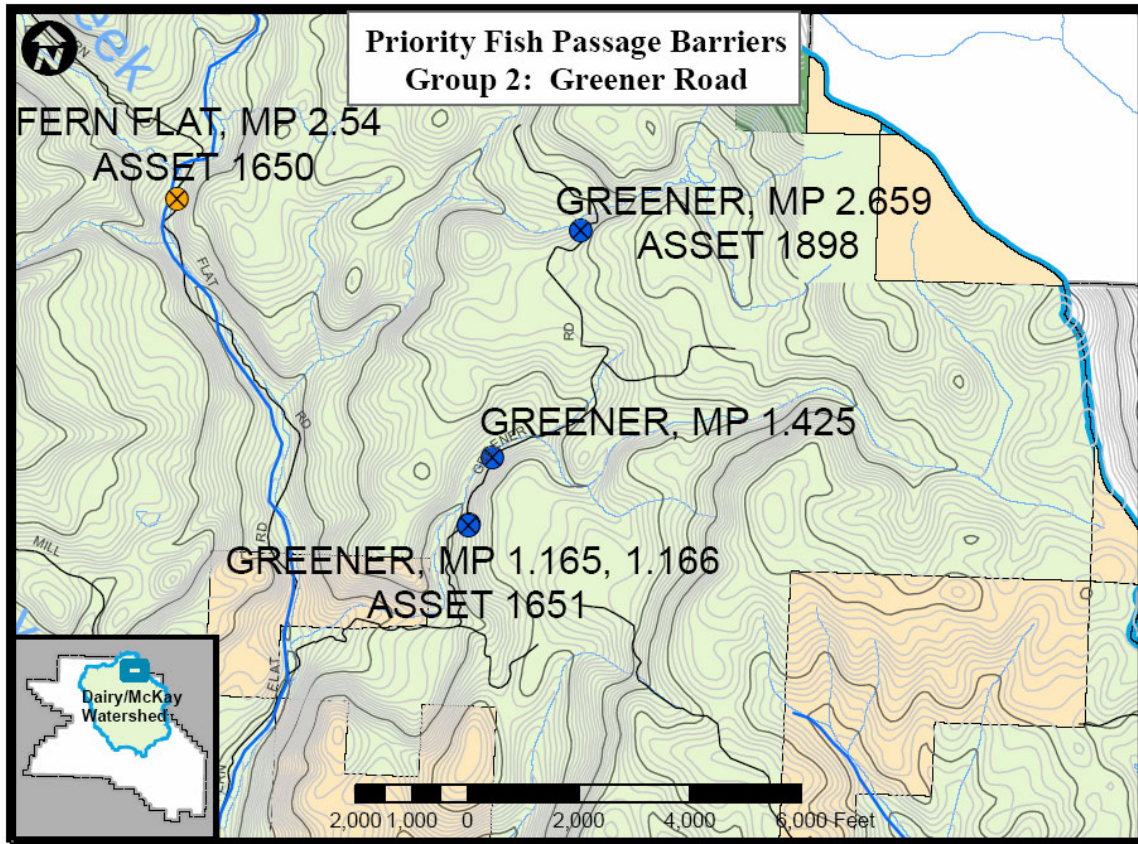 Priority Fish Passage Barriers
Group 2: Greener Road
N
FERN FLAT, MP 2.54
ASSET 1650
GREENER, MP 2.659
ASSET 1898
FLAT
RD
RD
GREENER, MP 1.425
GREENER
RD
MILL
GREENER, MP 1.165, 1.166
ASSET 1651
FLAT
Dairy/McKay
Watershed
2,000 1,000 0 2,000 4,000 6,000 Feet